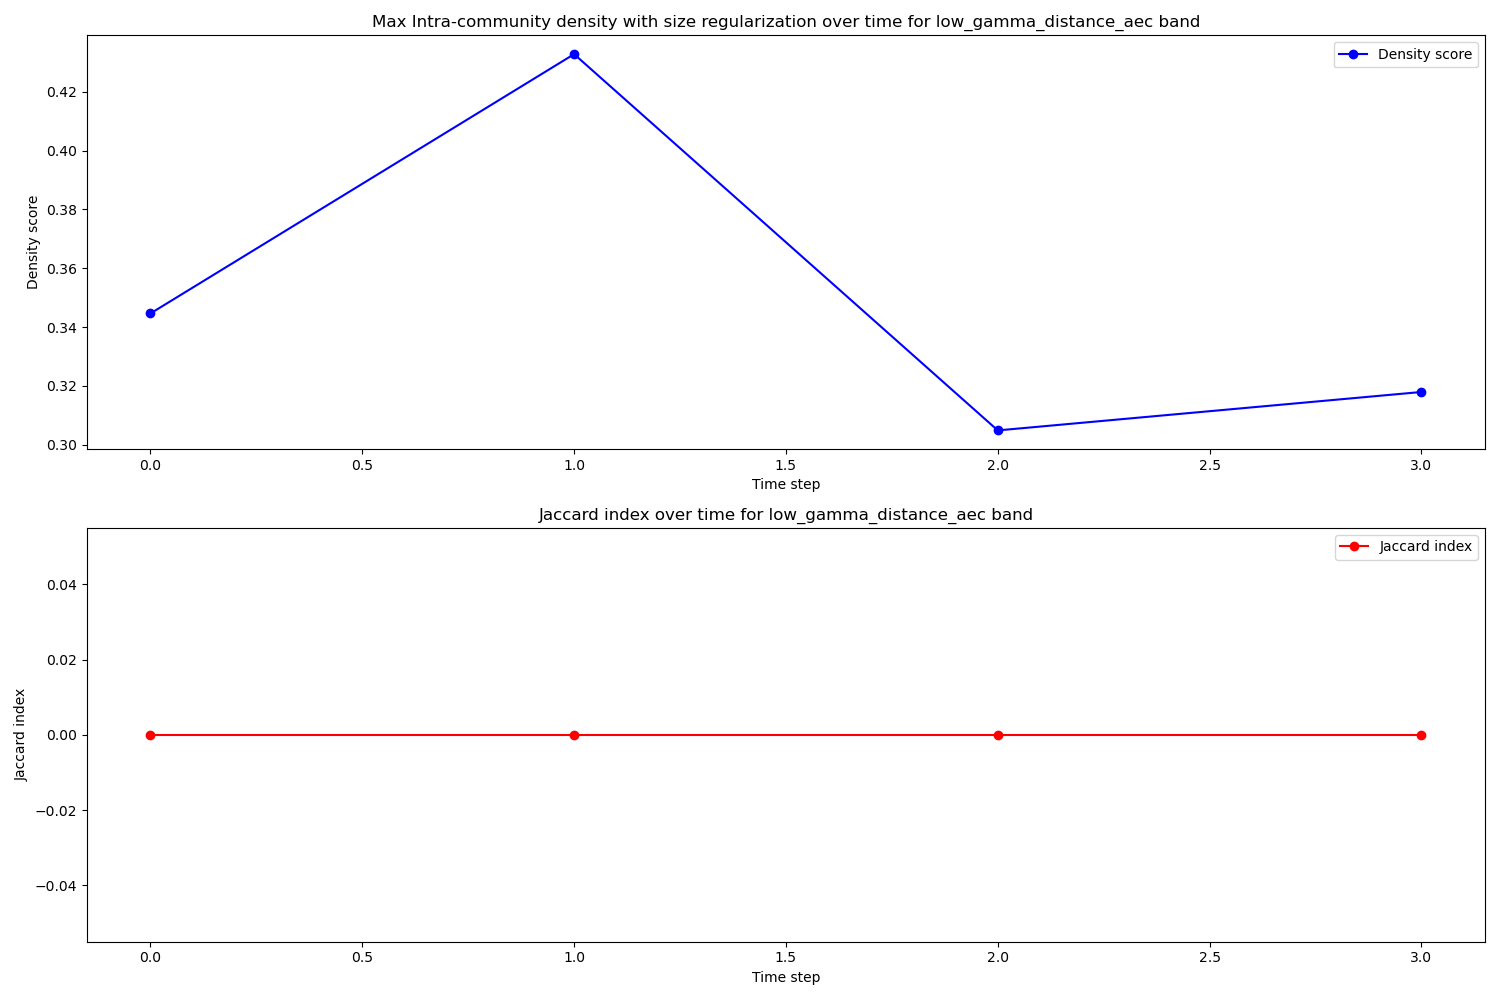 Max Intra-community density with size regularization over time for low_gamma_distance_aec band
Density score
0.42
0.40
0.38
0.36
0.34
0.32
0.30
Density score
0.0 0.5 1.0 1.5 2.0 2.5 3.0
Time step
Jaccard index over time for low_gamma_distance_aec band
Jaccard index
0.04
0.02
0.00
−0.02
−0.04
Jaccard index
0.0 0.5 1.0 1.5 2.0 2.5 3.0
Time step